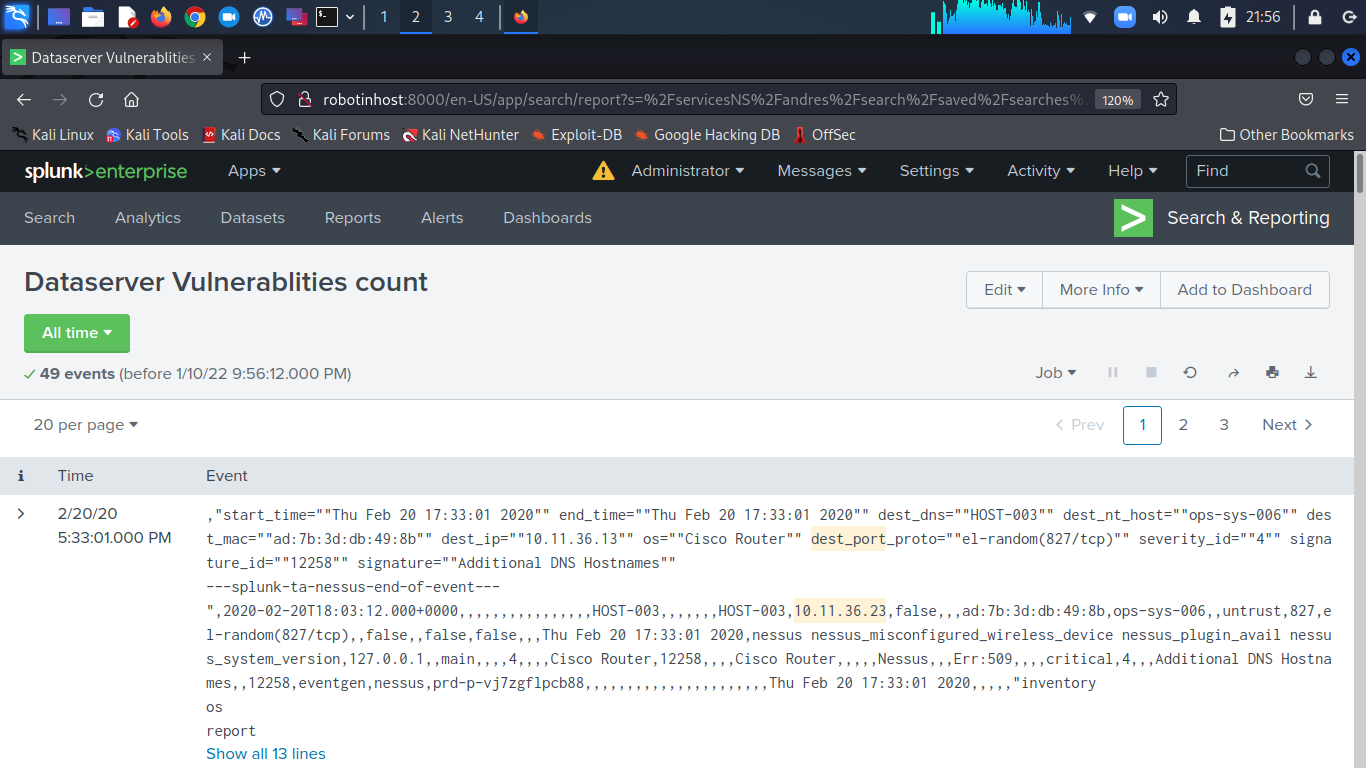 1 2 3 4
21:56
Dataserver Vulnerablities
robotinhost:8000/en-US/app/search/report?s=%2FservicesNS%2Fandres%2Fsearch%2Fsaved%2Fsearches%
120%
Kali Linux Kali Tools Kali Docs Kali Forums Kali NetHunter Exploit-DB Google Hacking DB OffSec Other Bookmarks
splunk>enterprise Apps Administrator Messages Settings Activity Help Find
Search Analytics Datasets Reports Alerts Dashboards Search & Reporting
Dataserver Vulnerablities count
Edit More Info Add to Dashboard
All time
49 events (before 1/10/22 9:56:12.000 PM)
Job
20 per page
Prev 1 2 3 Next
i Time Event
2/20/20
5:33:01.000 PM
,"start_time=""Thu Feb 20 17:33:01 2020"" end_time=""Thu Feb 20 17:33:01 2020"" dest_dns=""HOST-003"" dest_nt_host=""ops-sys-006"" des
t_mac=""ad:7b:3d:db:49:8b"" dest_ip=""10.11.36.13"" os=""Cisco Router"" dest_port_proto=""el-random(827/tcp)"" severity_id=""4"" signa
ture_id=""12258"" signature=""Additional DNS Hostnames""
---splunk-ta-nessus-end-of-event---
",2020-02-20T18:03:12.000+0000,,,,,,,,,,,,,,,,HOST-003,,,,,,,HOST-003,10.11.36.23,false,,,ad:7b:3d:db:49:8b,ops-sys-006,,untrust,827,e
l-random(827/tcp),,false,,false,false,,,Thu Feb 20 17:33:01 2020,nessus nessus_misconfigured_wireless_device nessus_plugin_avail nessu
s_system_version,127.0.0.1,,main,,,,4,,,,Cisco Router,12258,,,,Cisco Router,,,,,Nessus,,,Err:509,,,,critical,4,,,Additional DNS Hostna
mes,,12258,eventgen,nessus,prd-p-vj7zgflpcb88,,,,,,,,,,,,,,,,,,,,,,Thu Feb 20 17:33:01 2020,,,,,"inventory
os
report
Show all 13 lines